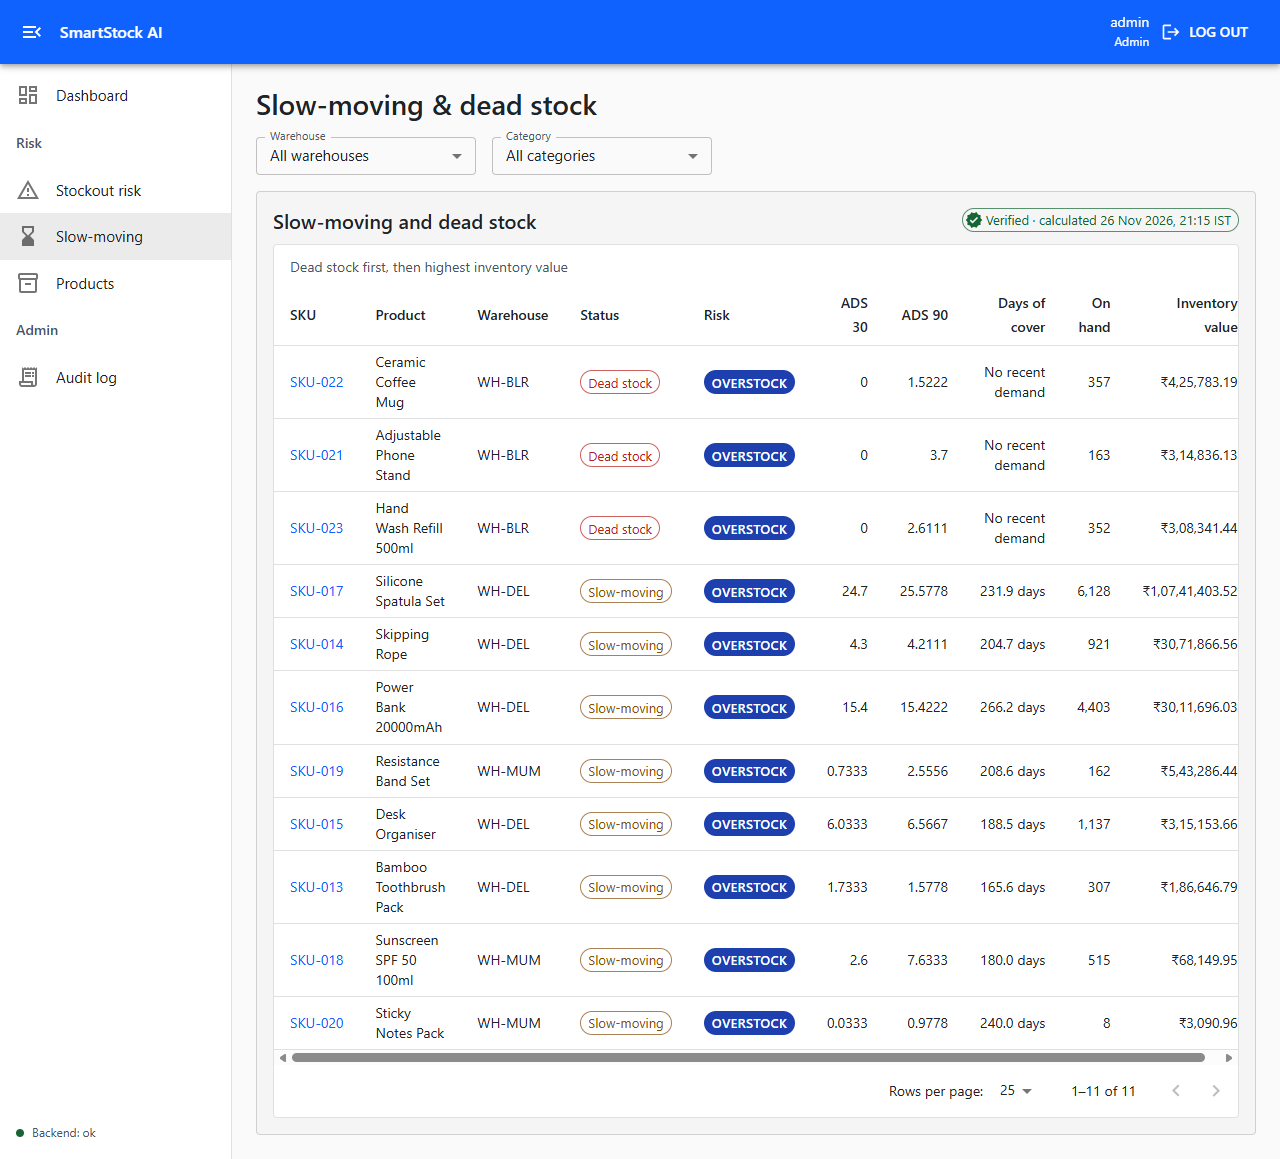 SmartStock AI
admin
Admin
LOG OUT
Dashboard
Risk
Stockout risk
Slow-moving
Products
Admin
Audit log
Backend: ok
Slow-moving & dead stock
Warehouse
All warehouses
Category
All categories
Slow-moving and dead stock
Verified · calculated 26 Nov 2026, 21:15 IST
Dead stock first, then highest inventory value
SKU Product Warehouse Status Risk ADS 30 ADS 90 Days of cover On hand Inventory value
SKU-022 Ceramic Coffee Mug WH-BLR Dead stock OVERSTOCK 0 1.5222 No recent demand 357 ₹4,25,783.19
SKU-021 Adjustable Phone Stand WH-BLR Dead stock OVERSTOCK 0 3.7 No recent demand 163 ₹3,14,836.13
SKU-023 Hand Wash Refill 500ml WH-BLR Dead stock OVERSTOCK 0 2.6111 No recent demand 352 ₹3,08,341.44
SKU-017 Silicone Spatula Set WH-DEL Slow-moving OVERSTOCK 24.7 25.5778 231.9 days 6,128 ₹1,07,41,403.52
SKU-014 Skipping Rope WH-DEL Slow-moving OVERSTOCK 4.3 4.2111 204.7 days 921 ₹30,71,866.56
SKU-016 Power Bank 20000mAh WH-DEL Slow-moving OVERSTOCK 15.4 15.4222 266.2 days 4,403 ₹30,11,696.03
SKU-019 Resistance Band Set WH-MUM Slow-moving OVERSTOCK 0.7333 2.5556 208.6 days 162 ₹5,43,286.44
SKU-015 Desk Organiser WH-DEL Slow-moving OVERSTOCK 6.0333 6.5667 188.5 days 1,137 ₹3,15,153.66
SKU-013 Bamboo Toothbrush Pack WH-DEL Slow-moving OVERSTOCK 1.7333 1.5778 165.6 days 307 ₹1,86,646.79
SKU-018 Sunscreen SPF 50 100ml WH-MUM Slow-moving OVERSTOCK 2.6 7.6333 180.0 days 515 ₹68,149.95
SKU-020 Sticky Notes Pack WH-MUM Slow-moving OVERSTOCK 0.0333 0.9778 240.0 days 8 ₹3,090.96
Rows per page: 25 1–11 of 11